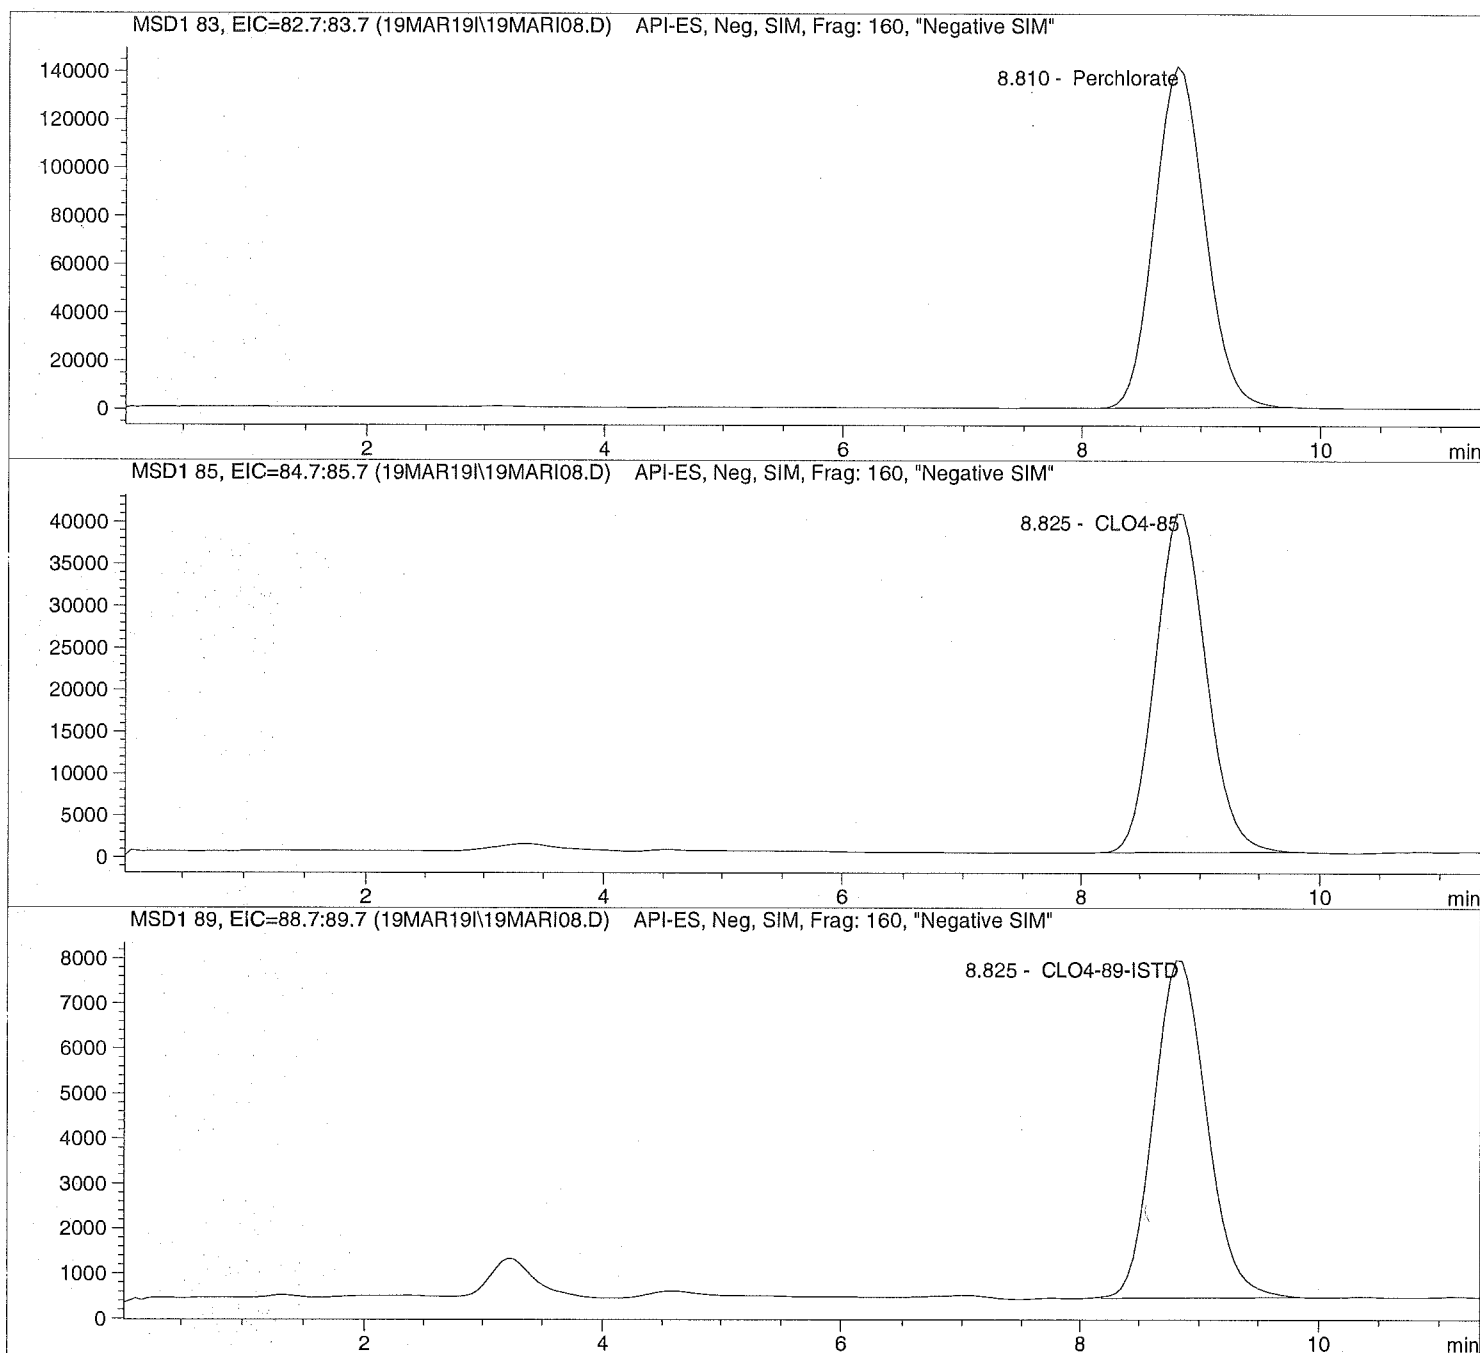 MSD1 83, EIC=82.7:83.7 (19MAR19I\19MARI08.D) API-ES, Neg, SIM, Frag: 160, "Negative SIM"
8.810 - Perchlorate
140000
120000
100000
80000
60000
40000
20000
0
2 4 6 8 10 min
MSD1 85, EIC=84.7:85.7 (19MAR19I\19MARI08.D) API-ES, Neg, SIM, Frag: 160, "Negative SIM"
8.825 - CLO4-85
40000
35000
30000
25000
20000
15000
10000
5000
0
2 4 6 8 10 min
MSD1 89, EIC=88.7:89.7 (19MAR19I\19MARI08.D) API-ES, Neg, SIM, Frag: 160, "Negative SIM"
8.825 - CLO4-89-ISTD
8000
7000
6000
5000
4000
3000
2000
1000
0
2 4 6 8 10 min